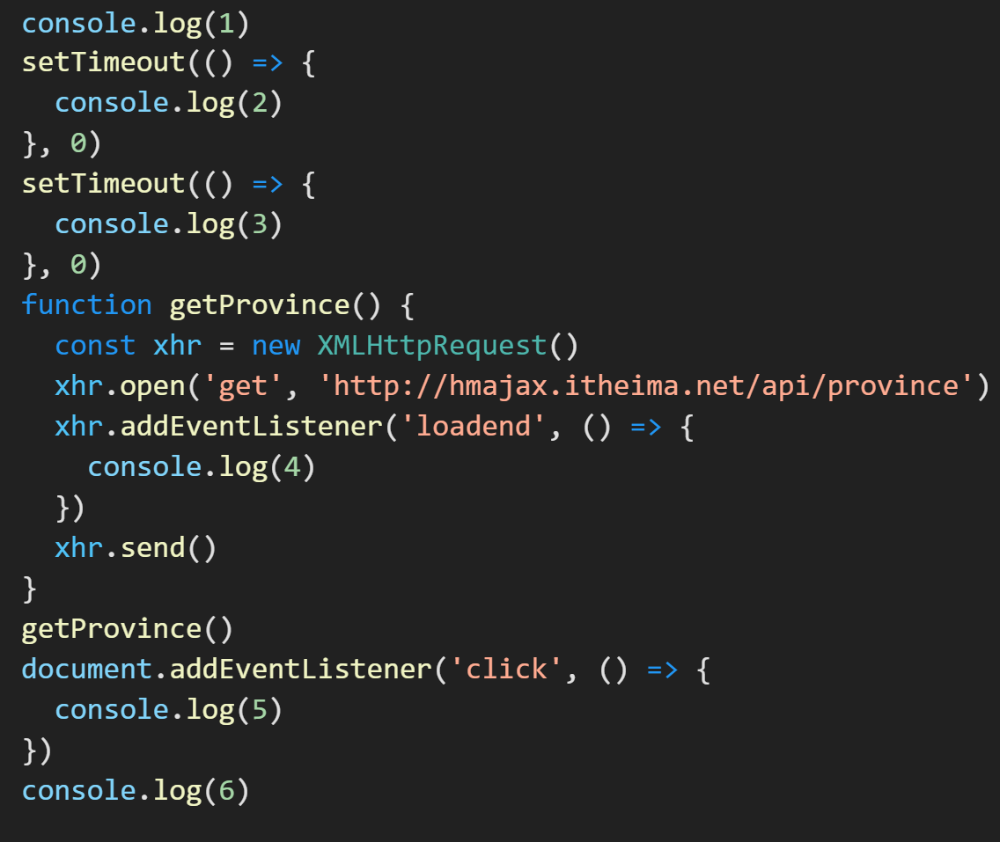 console.log(1)
setTimeout(() => {
  console.log(2)
}, 0)
setTimeout(() => {
  console.log(3)
}, 0)
function getProvince() {
  const xhr = new XMLHttpRequest()
  xhr.open('get', 'http://hmajax.itheima.net/api/province')
  xhr.addEventListener('loadend', () => {
    console.log(4)
  })
  xhr.send()
}
getProvince()
document.addEventListener('click', () => {
  console.log(5)
})
console.log(6)